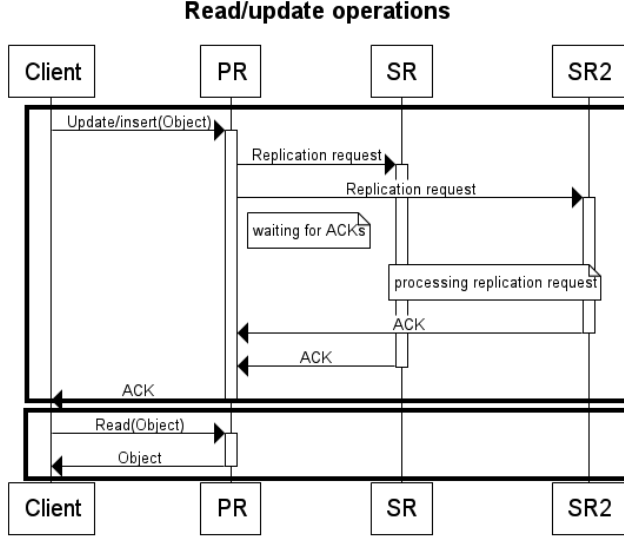 Read/update operations
Client PR SR SR2
Update/insert(Object)
Replication request
Replication request
waiting for ACKs
processing replication request
ACK
ACK
ACK
Read(Object)
Object
Client PR SR SR2